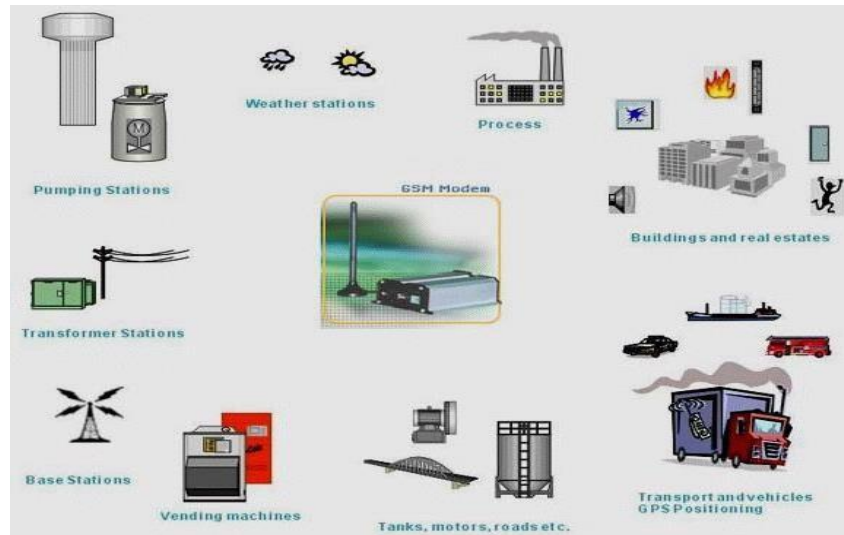 Weather stations
Process
Pumping Stations
GSM Modem
M
Buildings and real estates
Transformer Stations
Base Stations
Vending machines
Tanks, motors, roads etc.
Transport and vehicles
GPS Positioning